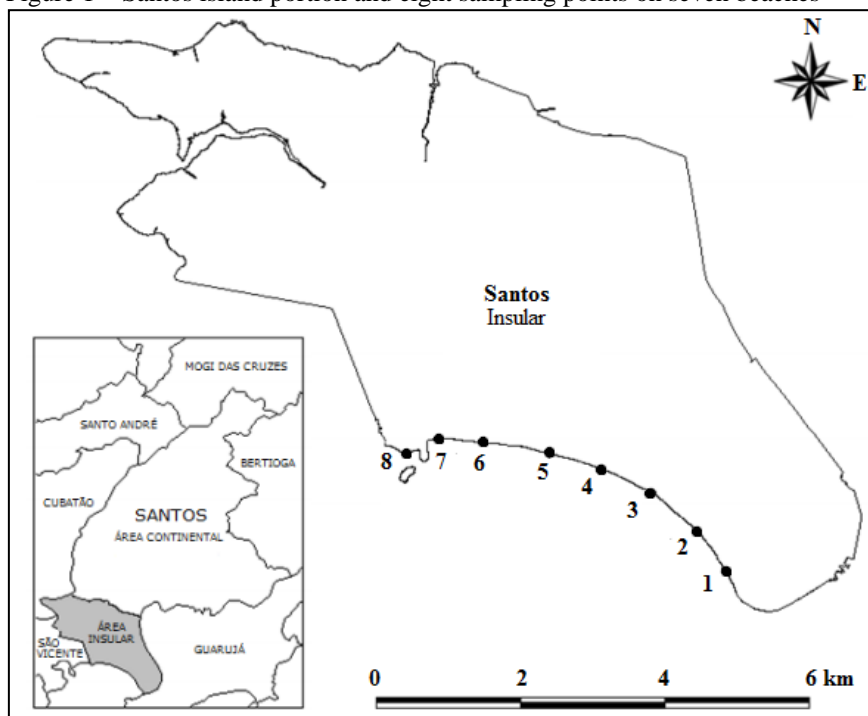 Figure 1 – Santos island portion and eight sampling points on seven beaches
N
E
Santos
Insular
8
7
6
5
4
3
2
1
MOGI DAS CRUZES
SANTO ANDRÉ
BERTIOGA
CUBATÃO
SANTOS
ÁREA CONTINENTAL
ÁREA
INSULAR
SÃO
VICENTE
GUARUJÁ
0
2
4
6 km